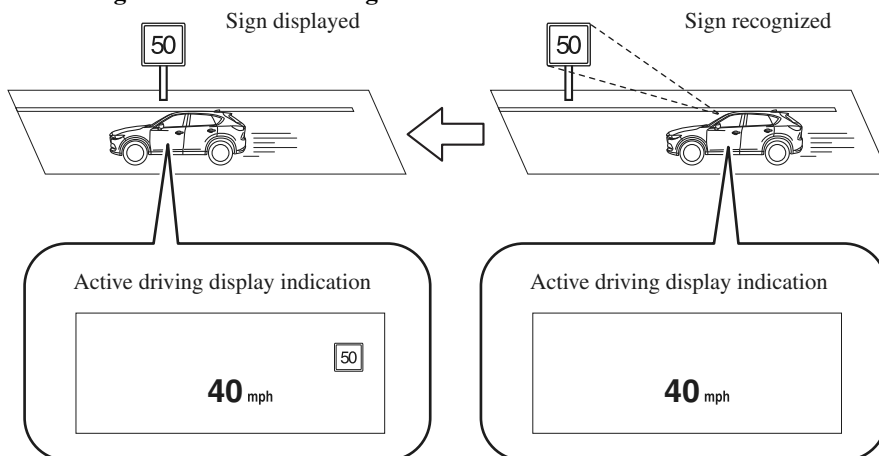 Sign displayed
Sign recognized
50
50
Active driving display indication
Active driving display indication
50
40 mph
40 mph